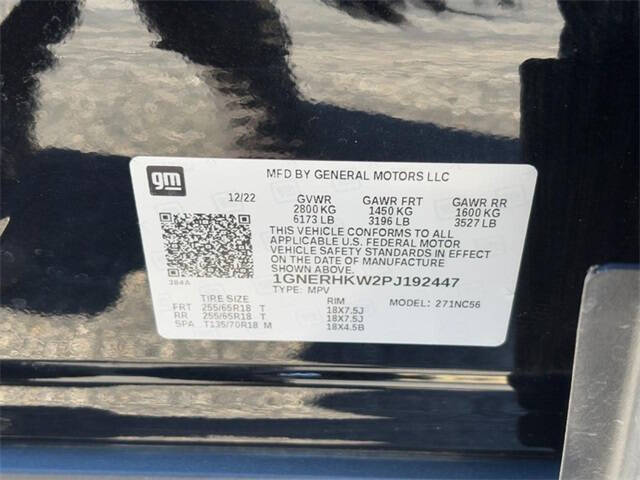 gm
MFD BY GENERAL MOTORS LLC
12/22 GVWR GAWR FRT GAWR RR
2800 KG 1450 KG 1600 KG
6173 LB 3196 LB 3527 LB
THIS VEHICLE CONFORMS TO ALL
APPLICABLE U.S. FEDERAL MOTOR
VEHICLE SAFETY STANDARDS IN EFFECT
ON THE DATE OF MANUFACTURE
SHOWN ABOVE.
384A 1GNERHKW2PJ192447
TYPE: MPV
TIRE SIZE RIM MODEL: 271NC56
FRT 255/65R18 T 18X7.5J
RR 255/65R18 T 18X7.5J
SPA T135/70R18 M 18X4.5B